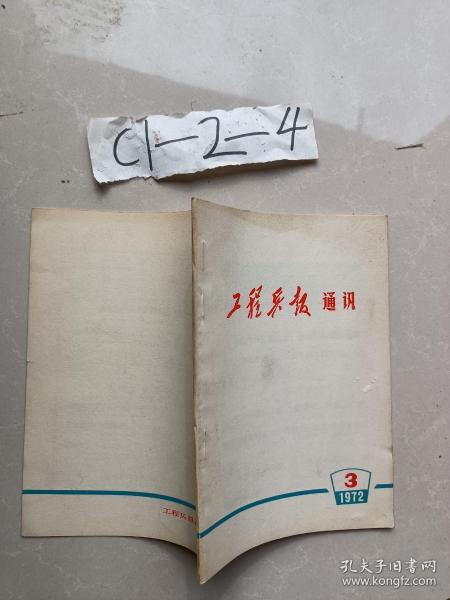 C1-2-4
工程兵报 通讯
3
1972
工程兵报
孔夫子旧书网
www.kongfz.com